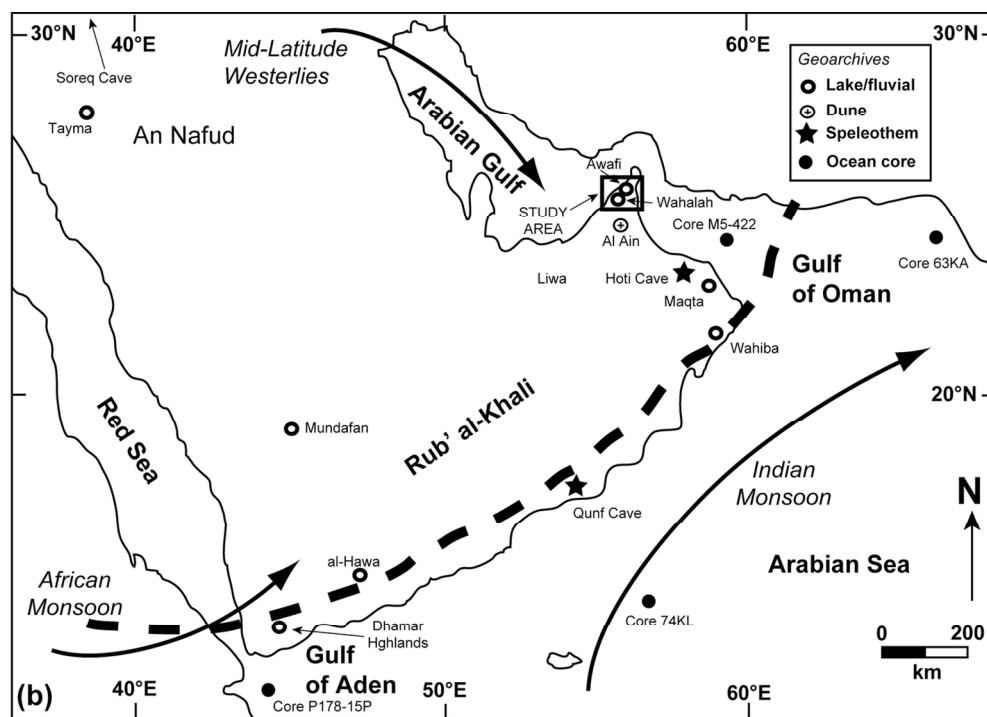 30°N
40°E
60°E
30°N
Mid-Latitude
Westerlies
Soreq Cave
Tayma
An Nafud
Arabian Gulf
Geoarchives
Lake/fluvial
Dune
Speleothem
Ocean core
Awafi
STUDY
AREA
Wahalah
Core M5-422
Al Ain
Core 63KA
Liwa
Hoti Cave
Maqta
Gulf
of Oman
Wahiba
20°N
Red Sea
Mundafan
Rub' al-Khali
Indian
Monsoon
N
Qunf Cave
al-Hawa
African
Monsoon
Arabian Sea
Dhamar
Hghlands
Core 74KL
0
200
km
Gulf
of Aden
(b)
40°E
Core P178-15P
50°E
60°E